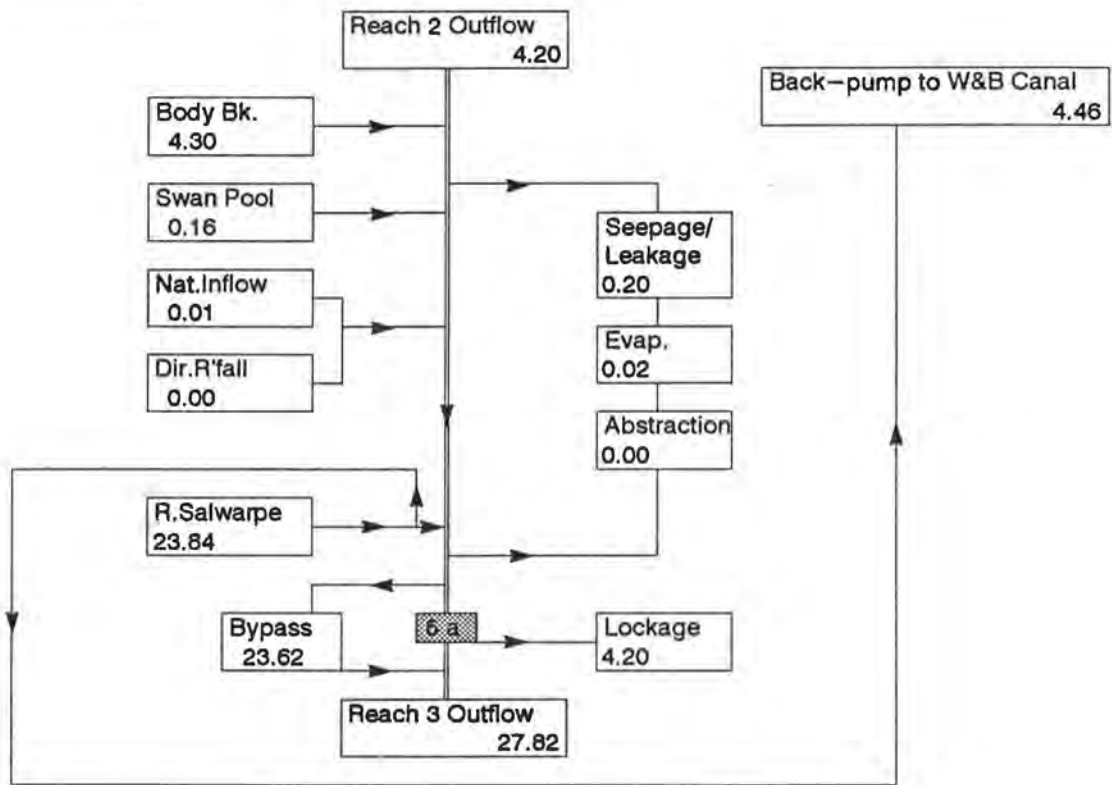 Reach 2 Outflow
4.20
Back-pump to W&B Canal
4.46
Body Bk.
4.30
Swan Pool
0.16
Seepage/
Leakage
0.20
Nat.Inflow
0.01
Evap.
0.02
Dir.R'fall
0.00
Abstraction
0.00
R.Salwarpe
23.84
Bypass
23.62
6 a
Lockage
4.20
Reach 3 Outflow
27.82